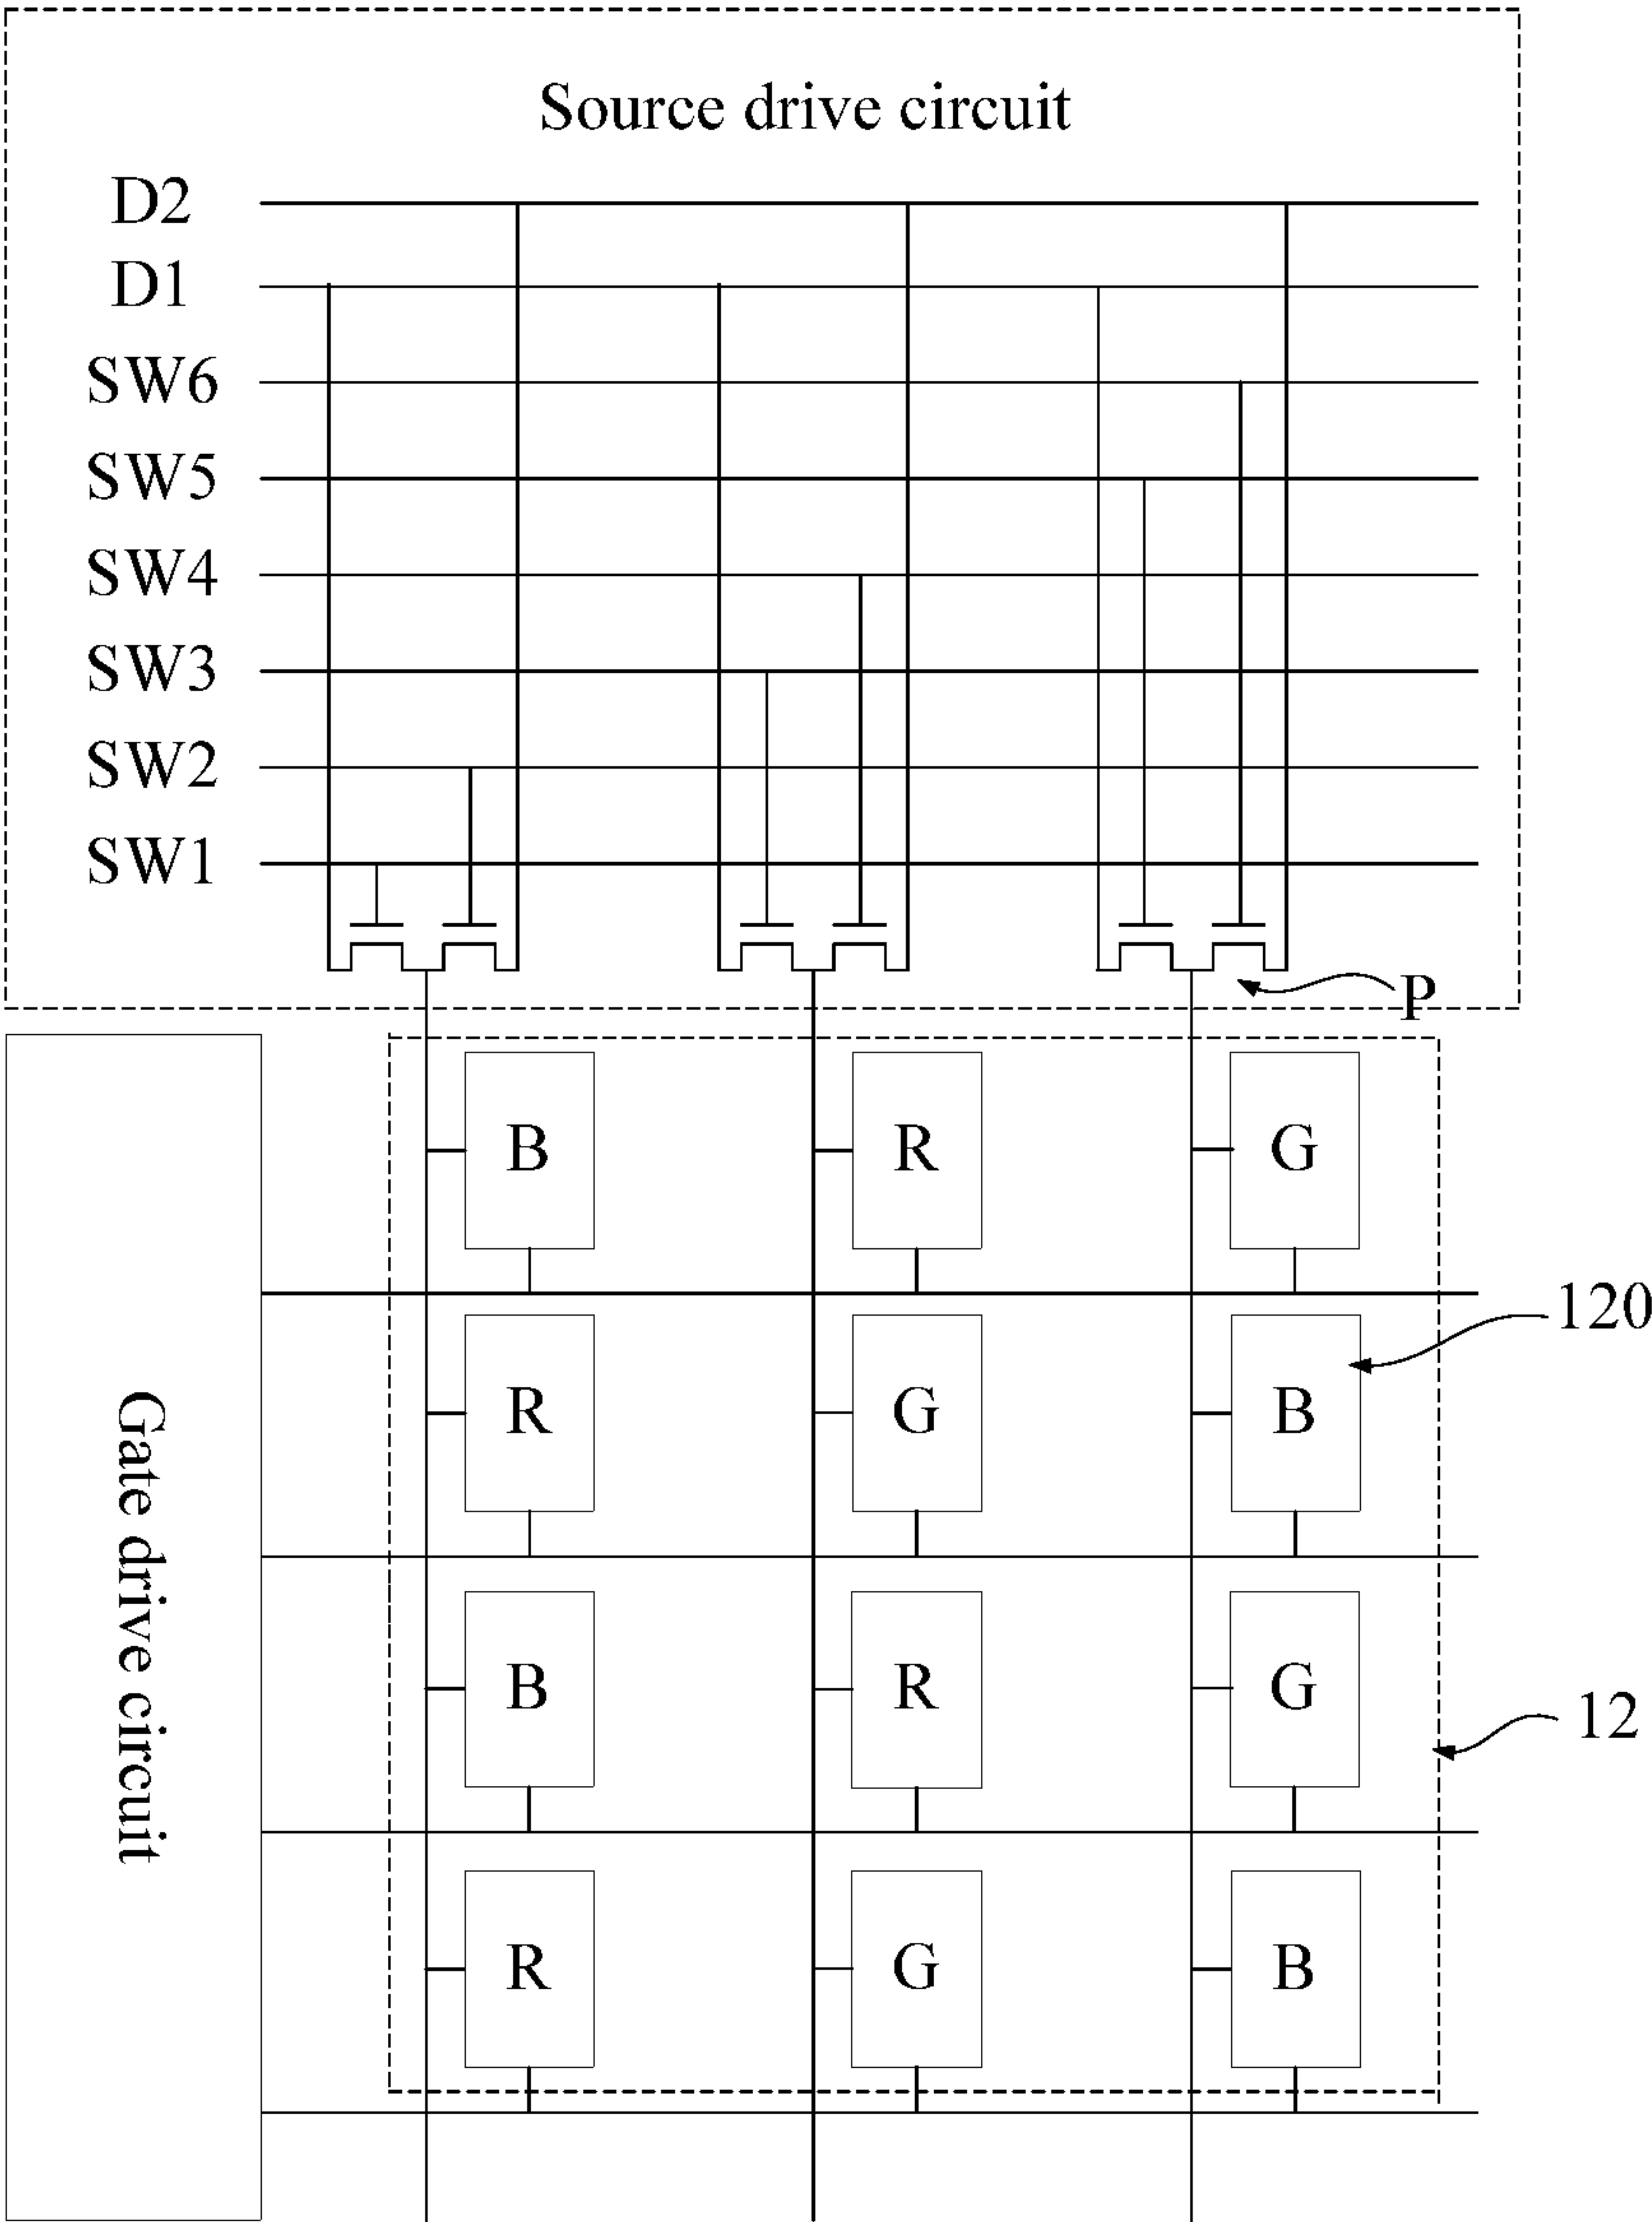 Source drive circuit
D2
D1
SW6
SW5
SW4
SW3
SW2
SW1
P
B R G
120
R G B
Gate drive circuit
B R G
12
R G B